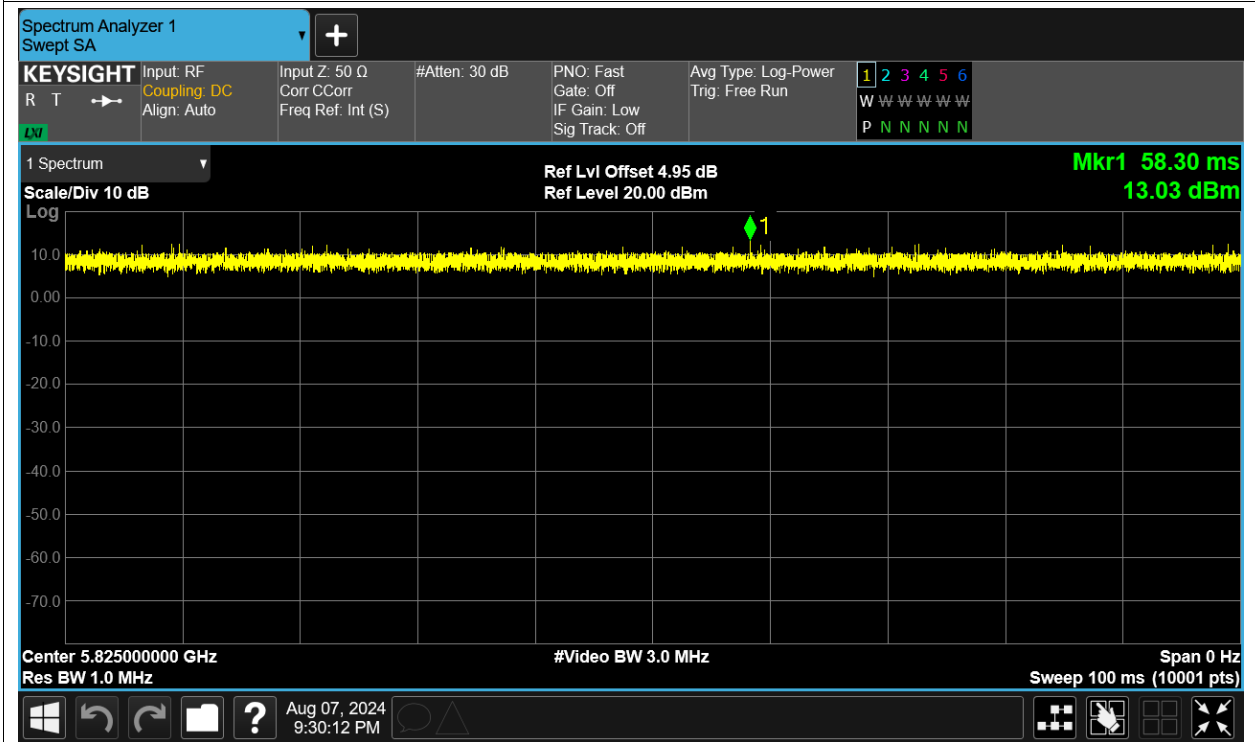 Spectrum Analyzer 1
Swept SA
+
KEYSIGHT
R T
LXI
Input: RF
Coupling: DC
Align: Auto
Input Z: 50 Ω
Corr CCorr
Freq Ref: Int (S)
#Atten: 30 dB
PNO: Fast
Gate: Off
IF Gain: Low
Sig Track: Off
Avg Type: Log-Power
Trig: Free Run
1 2 3 4 5 6
W W W W W W
P N N N N N
1 Spectrum
Scale/Div 10 dB
Log
Ref Lvl Offset 4.95 dB
Ref Level 20.00 dBm
Mkr1 58.30 ms
13.03 dBm
1
10.0
0.00
-10.0
-20.0
-30.0
-40.0
-50.0
-60.0
-70.0
Center 5.825000000 GHz
Res BW 1.0 MHz
#Video BW 3.0 MHz
Span 0 Hz
Sweep 100 ms (10001 pts)
?
Aug 07, 2024
9:30:12 PM